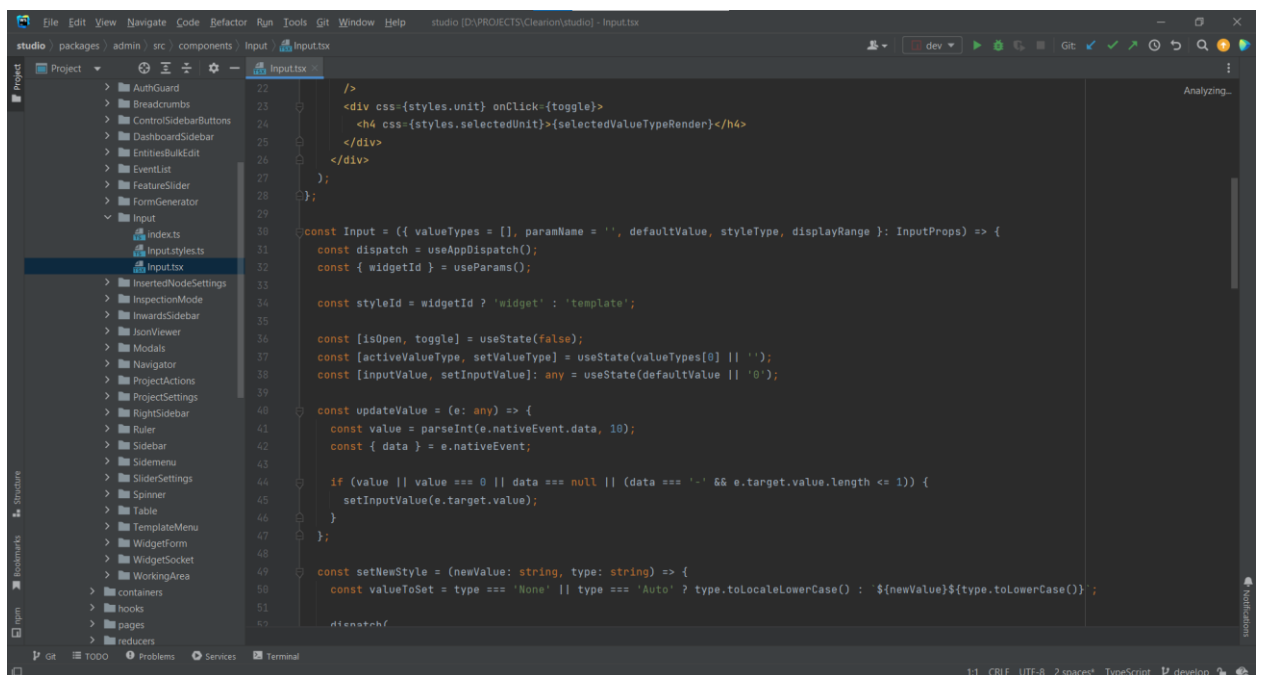 File Edit View Navigate Code Refactor Run Tools Git Window Help studio [D:\PROJECTS\Clearion\studio] - Input.tsx
studio packages admin src components Input Input.tsx dev Git:
Project Input.tsx
Project
AuthGuard
Breadcrumbs
ControlSidebarButtons
DashboardSidebar
EntitiesBulkEdit
EventList
FeatureSlider
FormGenerator
Input
index.ts
Input.styles.ts
Input.tsx
InsertedNodeSettings
InspectionMode
InwardsSidebar
JsonViewer
Modals
Navigator
ProjectActions
ProjectSettings
RightSidebar
Ruler
Sidebar
Sidemenu
SliderSettings
Spinner
Table
TemplateMenu
WidgetForm
WidgetSocket
WorkingArea
containers
hooks
pages
reducers
Structure
Bookmarks
npm
Analyzing...
22 />
23 <div css={styles.unit} onClick={toggle}>
24 <h4 css={styles.selectedUnit}>{selectedValueTypeRender}</h4>
25 </div>
26 </div>
27 );
28 };
29
30 const Input = ({ valueTypes = [], paramName = '', defaultValue, styleType, displayRange }: InputProps) => {
31 const dispatch = useAppDispatch();
32 const { widgetId } = useParams();
33
34 const styleId = widgetId ? 'widget' : 'template';
35
36 const [isOpen, toggle] = useState(false);
37 const [activeValueType, setValueType] = useState(valueTypes[0] || '');
38 const [inputValue, setInputValue]: any = useState(defaultValue || '0');
39
40 const updateValue = (e: any) => {
41 const value = parseInt(e.nativeEvent.data, 10);
42 const { data } = e.nativeEvent;
43
44 if (value || value === 0 || data === null || (data === '-' && e.target.value.length <= 1)) {
45 setInputValue(e.target.value);
46 }
47 };
48
49 const setNewStyle = (newValue: string, type: string) => {
50 const valueToSet = type === 'None' || type === 'Auto' ? type.toLocaleLowerCase() : `${newValue}${type.toLowerCase()}`;
51
52 dispatch(
Notifications
Git TODO Problems Services Terminal
1:1 CRLF UTF-8 2 spaces* TypeScript develop